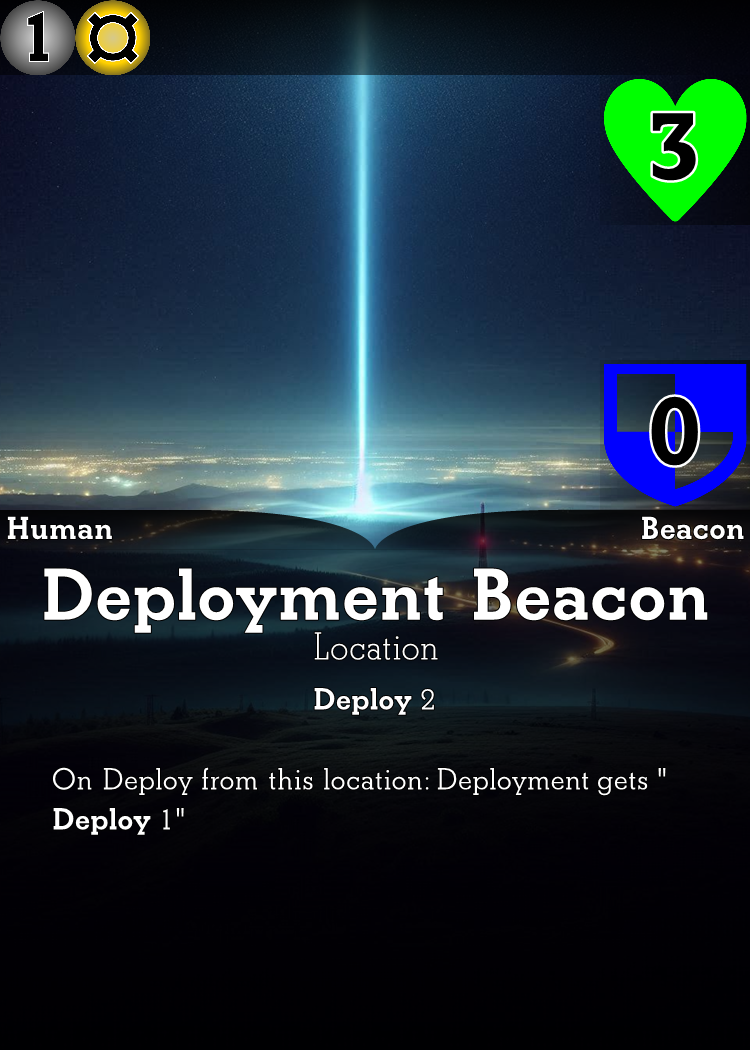 1 ¤
3
0
Human Beacon
Deployment Beacon
Location
Deploy 2
On Deploy from this location: Deployment gets "
Deploy 1"